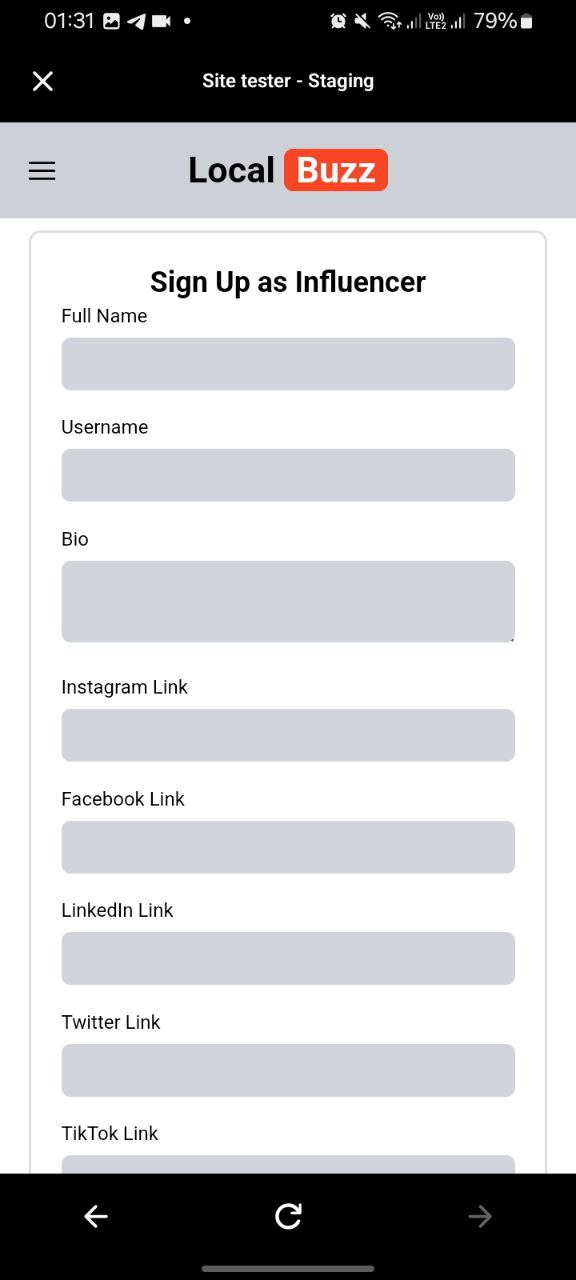 01:31 Vo)) LTE2 79%
Site tester - Staging
Local Buzz
Sign Up as Influencer
Full Name
Username
Bio
Instagram Link
Facebook Link
LinkedIn Link
Twitter Link
TikTok Link